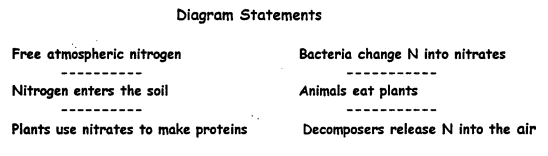 Diagram Statements
Free atmospheric nitrogen
Bacteria change N into nitrates
Nitrogen enters the soil
Animals eat plants
Plants use nitrates to make proteins
Decomposers release N into the air